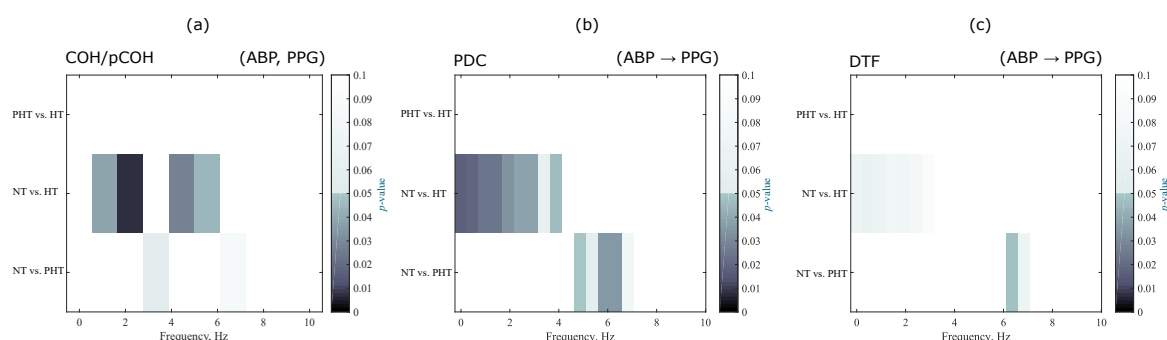 (a)
COH/pCOH (ABP, PPG)
PHT vs. HT
NT vs. HT
NT vs. PHT
0 2 4 6 8 10
Frequency, Hz
0.1
0.09
0.08
0.07
0.06
0.05
0.04
0.03
0.02
0.01
0
p-value
(b)
PDC (ABP → PPG)
PHT vs. HT
NT vs. HT
NT vs. PHT
0 2 4 6 8 10
Frequency, Hz
0.1
0.09
0.08
0.07
0.06
0.05
0.04
0.03
0.02
0.01
0
p-value
(c)
DTF (ABP → PPG)
PHT vs. HT
NT vs. HT
NT vs. PHT
0 2 4 6 8 10
Frequency, Hz
0.1
0.09
0.08
0.07
0.06
0.05
0.04
0.03
0.02
0.01
0
p-value